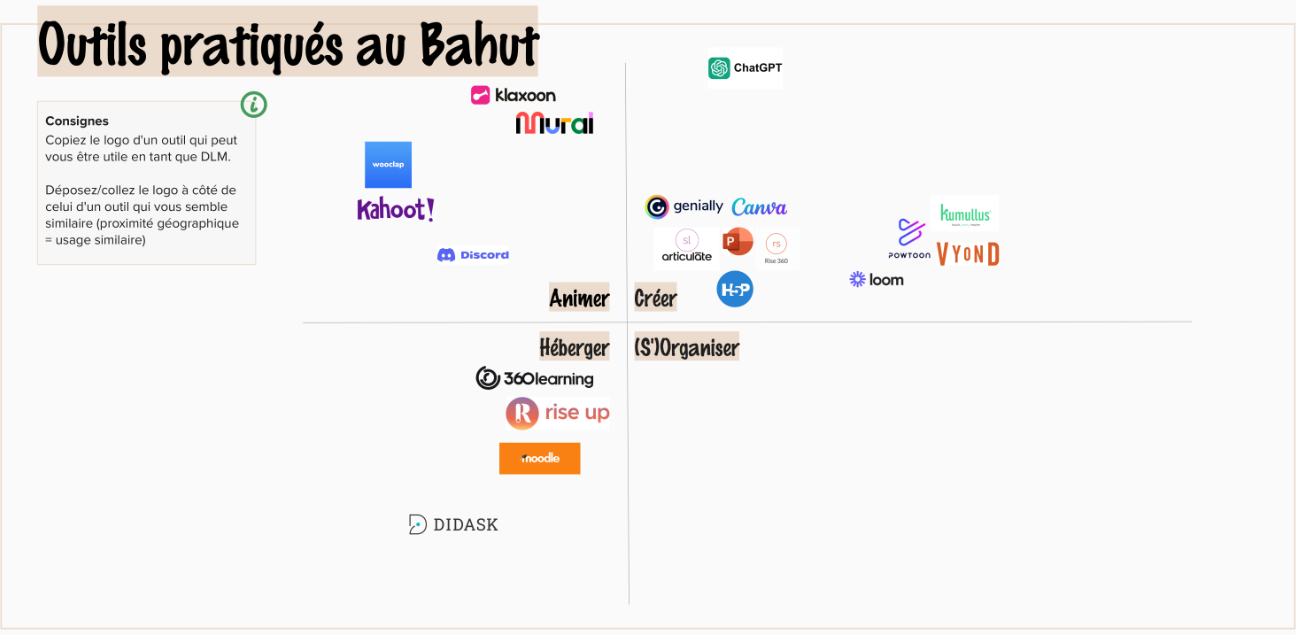 Outils pratiqués au Bahut
Consignes
Copiez le logo d'un outil qui peut
vous être utile en tant que DLM.
Déposez/collez le logo à côté de
celui d'un outil qui vous semble
similaire (proximité géographique
= usage similaire)
klaxoon
Mural
wooclap
Kahoot!
Discord
Animer
ChatGPT
genially
Canva
sl
articulate
P
rs
Rise 360
H5P
Kumullus
POWTOON
VYOND
loom
Créer
Héberger
360learning
R rise up
moodle
DIDASK
(S')Organiser